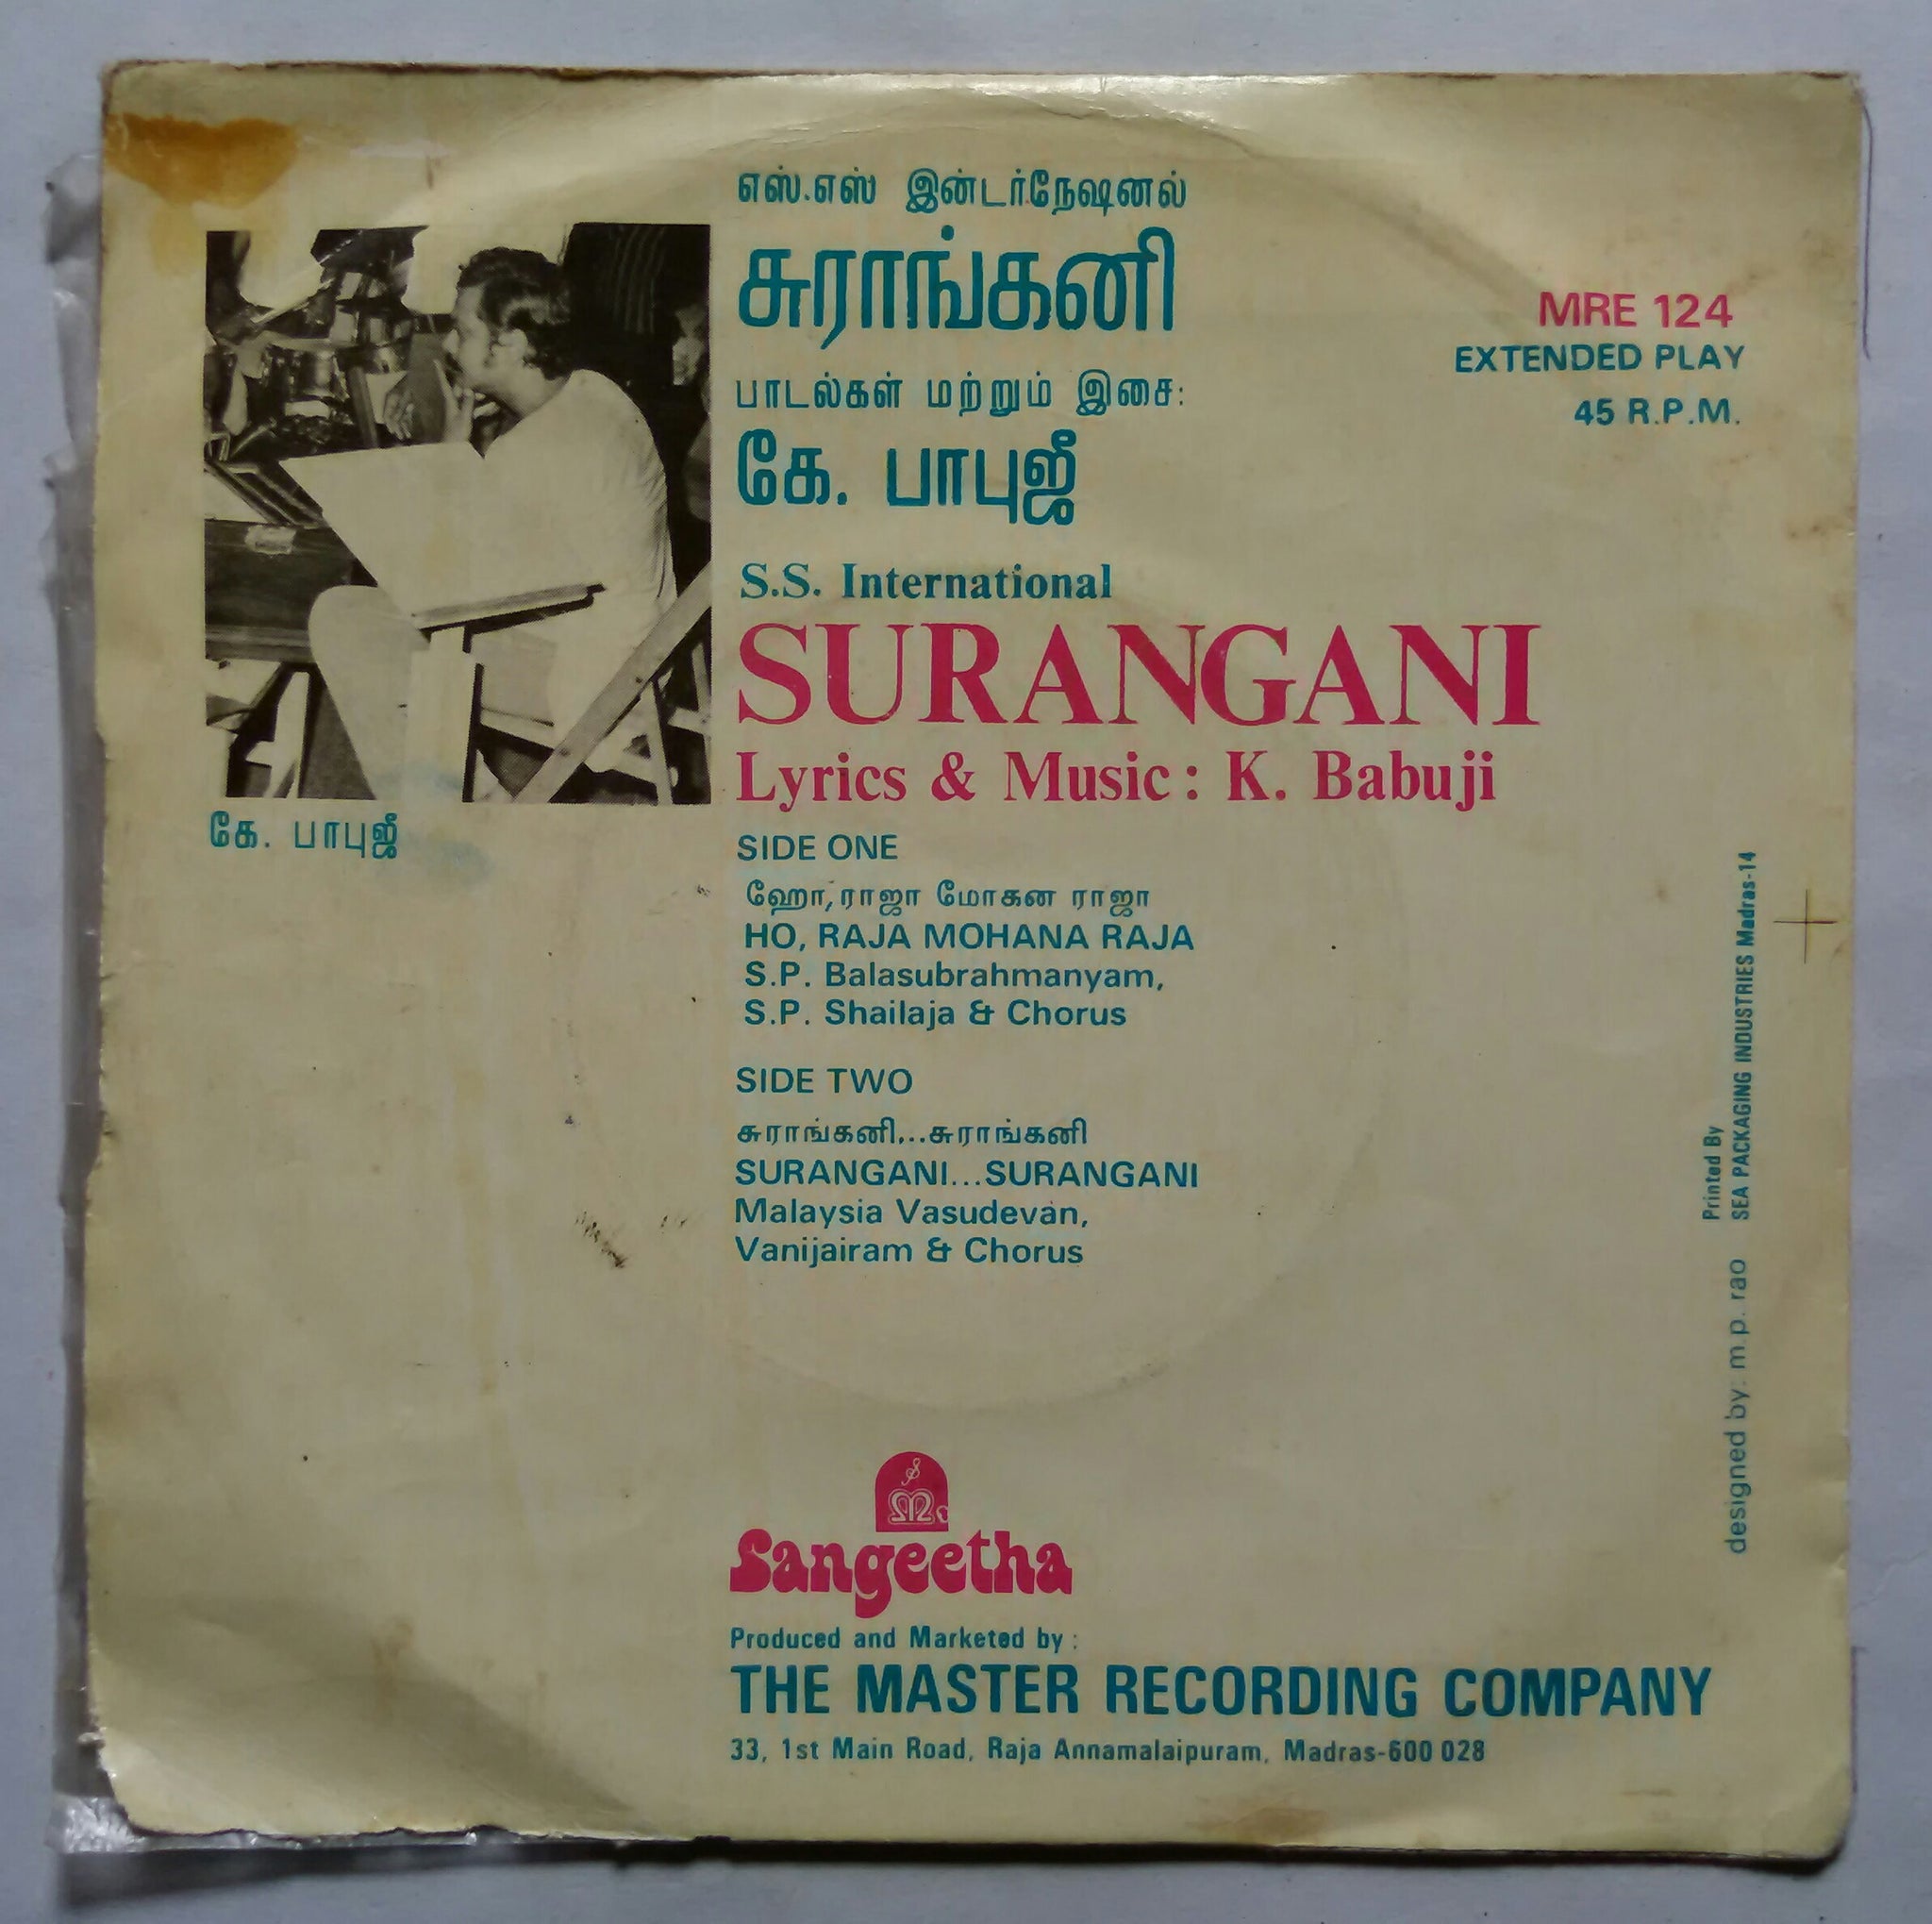 எஸ்.எஸ் இன்டர்நேஷனல்
சுராங்கனி
பாடல்கள் மற்றும் இசை:
கே. பாபுஜீ
MRE 124
EXTENDED PLAY
45 R.P.M.
S.S. International
SURANGANI
Lyrics & Music : K. Babuji
கே. பாபுஜீ
SIDE ONE
ஹோ, ராஜா மோகன ராஜா
HO, RAJA MOHANA RAJA
S.P. Balasubrahmanyam,
S.P. Shailaja & Chorus
SIDE TWO
சுராங்கனி...சுராங்கனி
SURANGANI...SURANGANI
Malaysia Vasudevan,
Vanijairam & Chorus
Printed By
SEA PACKAGING INDUSTRIES Madras-14
designed by: m.p. rao
Sangeetha
Produced and Marketed by :
THE MASTER RECORDING COMPANY
33, 1st Main Road, Raja Annamalaipuram, Madras-600 028